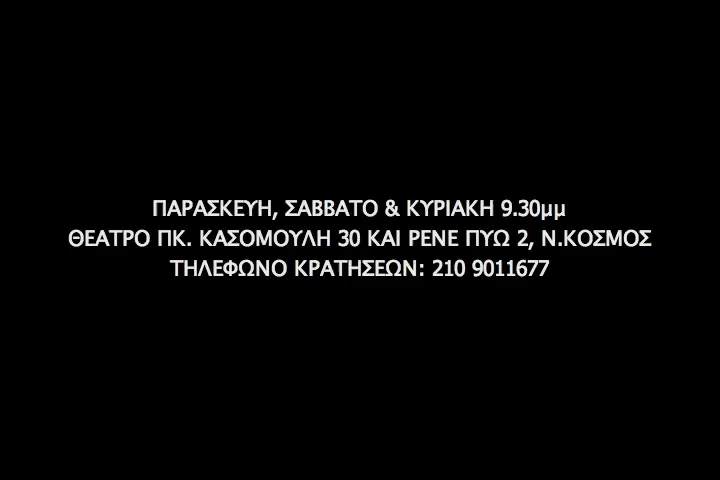 ΠΑΡΑΣΚΕΥΗ, ΣΑΒΒΑΤΟ & ΚΥΡΙΑΚΗ 9.30μμ
ΘΕΑΤΡΟ ΠΚ. ΚΑΣΟΜΟΥΛΗ 30 ΚΑΙ ΡΕΝΕ ΠΥΩ 2, Ν.ΚΟΣΜΟΣ
ΤΗΛΕΦΩΝΟ ΚΡΑΤΗΣΕΩΝ: 210 9011677